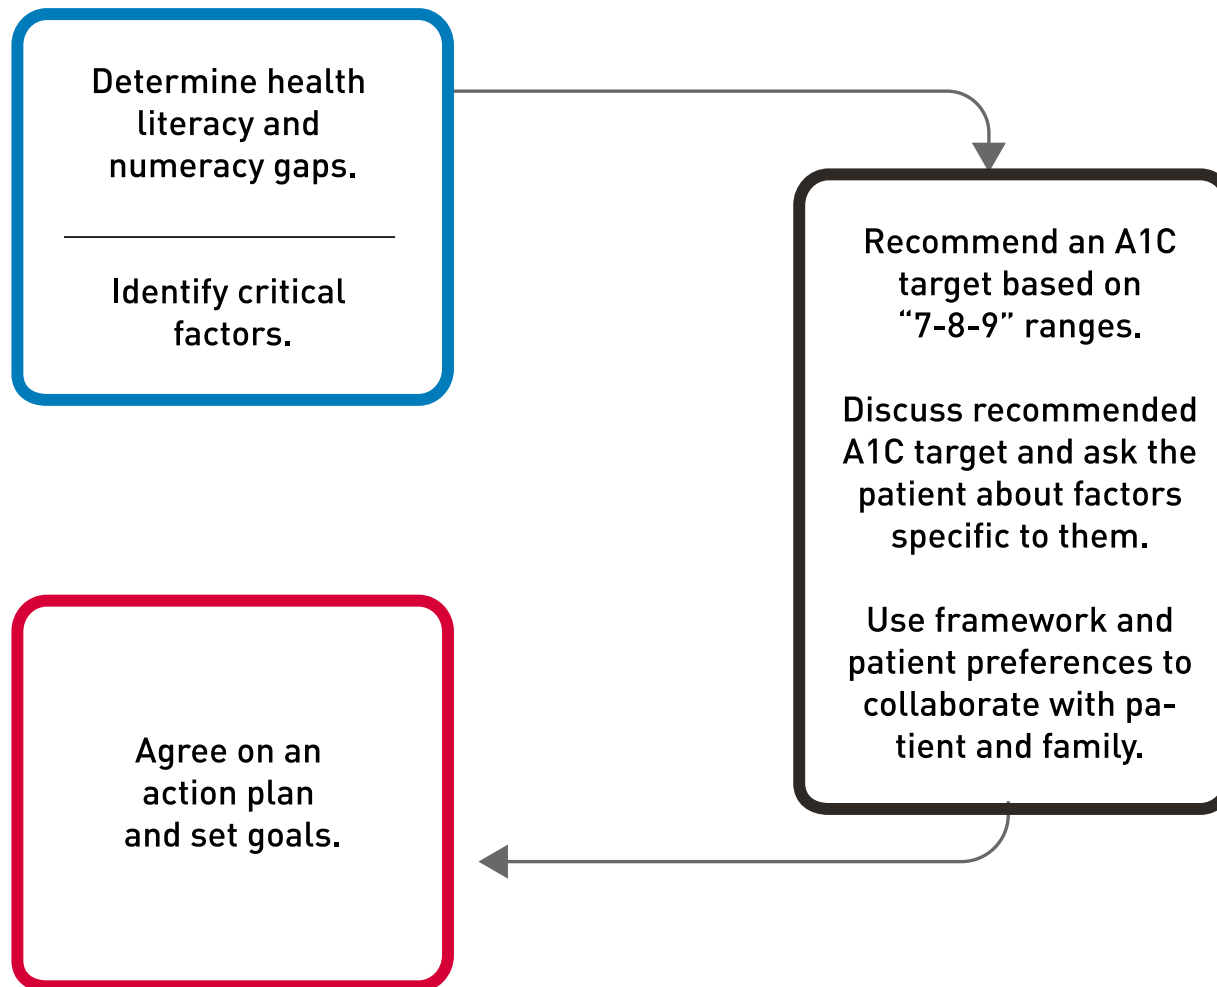 Determine health
literacy and
numeracy gaps.
Identify critical
factors.
Recommend an A1C
target based on
“7-8-9” ranges.
Discuss recommended
A1C target and ask the
patient about factors
specific to them.
Use framework and
patient preferences to
collaborate with pa-
tient and family.
Agree on an
action plan
and set goals.